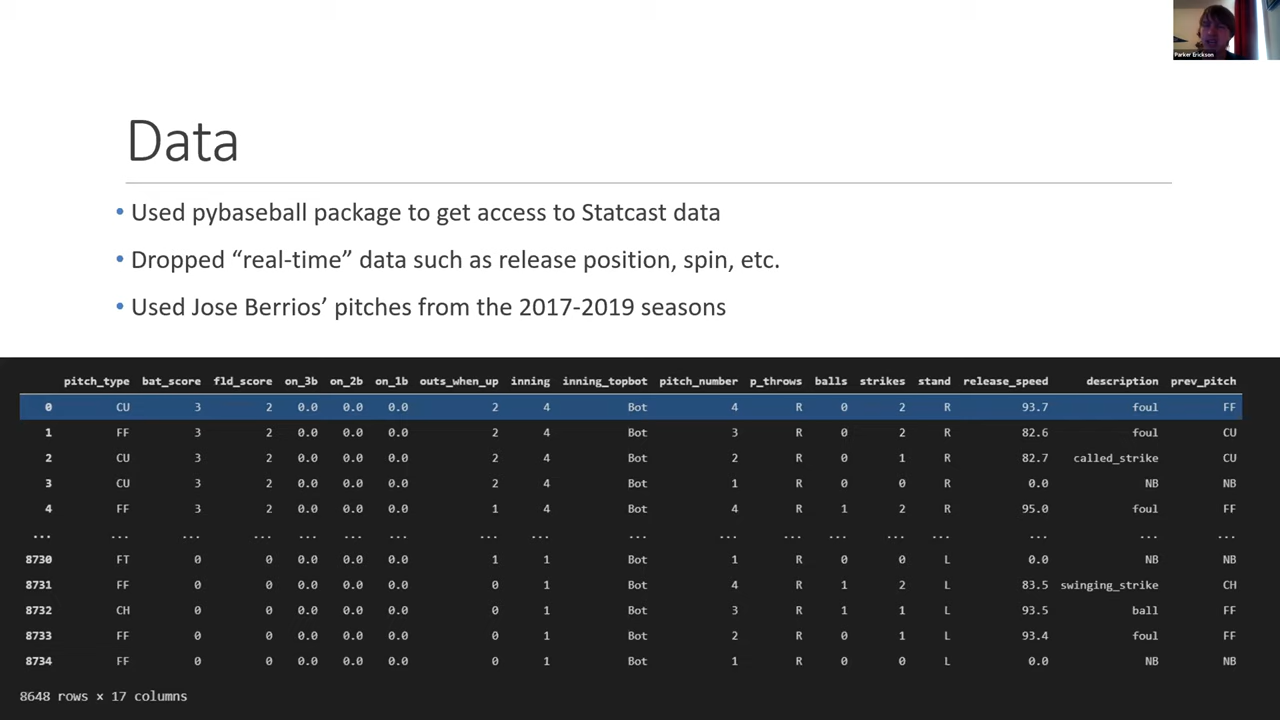 Parker Erickson
Data
• Used pybaseball package to get access to Statcast data
• Dropped “real-time” data such as release position, spin, etc.
• Used Jose Berrios’ pitches from the 2017-2019 seasons
pitch_type bat_score fld_score on_3b on_2b on_1b outs_when_up inning inning_topbot pitch_number p_throws balls strikes stand release_speed description prev_pitch
0 CU 3 2 0.0 0.0 0.0 2 4 Bot 4 R 0 2 R 93.7 foul FF
1 FF 3 2 0.0 0.0 0.0 2 4 Bot 3 R 0 2 R 82.6 foul CU
2 CU 3 2 0.0 0.0 0.0 2 4 Bot 2 R 0 1 R 82.7 called_strike CU
3 CU 3 2 0.0 0.0 0.0 2 4 Bot 1 R 0 0 R 0.0 NB NB
4 FF 3 2 0.0 0.0 0.0 1 4 Bot 4 R 1 2 R 95.0 foul FF
... ... ... ... ... ... ... ... ... ... ... ... ... ... ... ... ... ...
8730 FT 0 0 0.0 0.0 0.0 1 1 Bot 1 R 0 0 L 0.0 NB NB
8731 FF 0 0 0.0 0.0 0.0 0 1 Bot 4 R 1 2 L 83.5 swinging_strike CH
8732 CH 0 0 0.0 0.0 0.0 0 1 Bot 3 R 1 1 L 93.5 ball FF
8733 FF 0 0 0.0 0.0 0.0 0 1 Bot 2 R 0 1 L 93.4 foul FF
8734 FF 0 0 0.0 0.0 0.0 0 1 Bot 1 R 0 0 L 0.0 NB NB
8648 rows × 17 columns